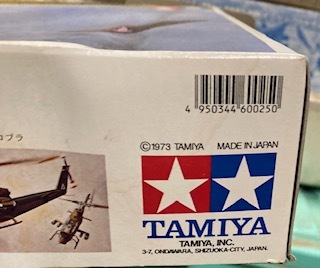 4 950344 600250
コブラ
©1973 TAMIYA MADE IN JAPAN
TAMIYA
TAMIYA, INC.
3-7, ONDAWARA, SHIZUOKA-CITY, JAPAN.